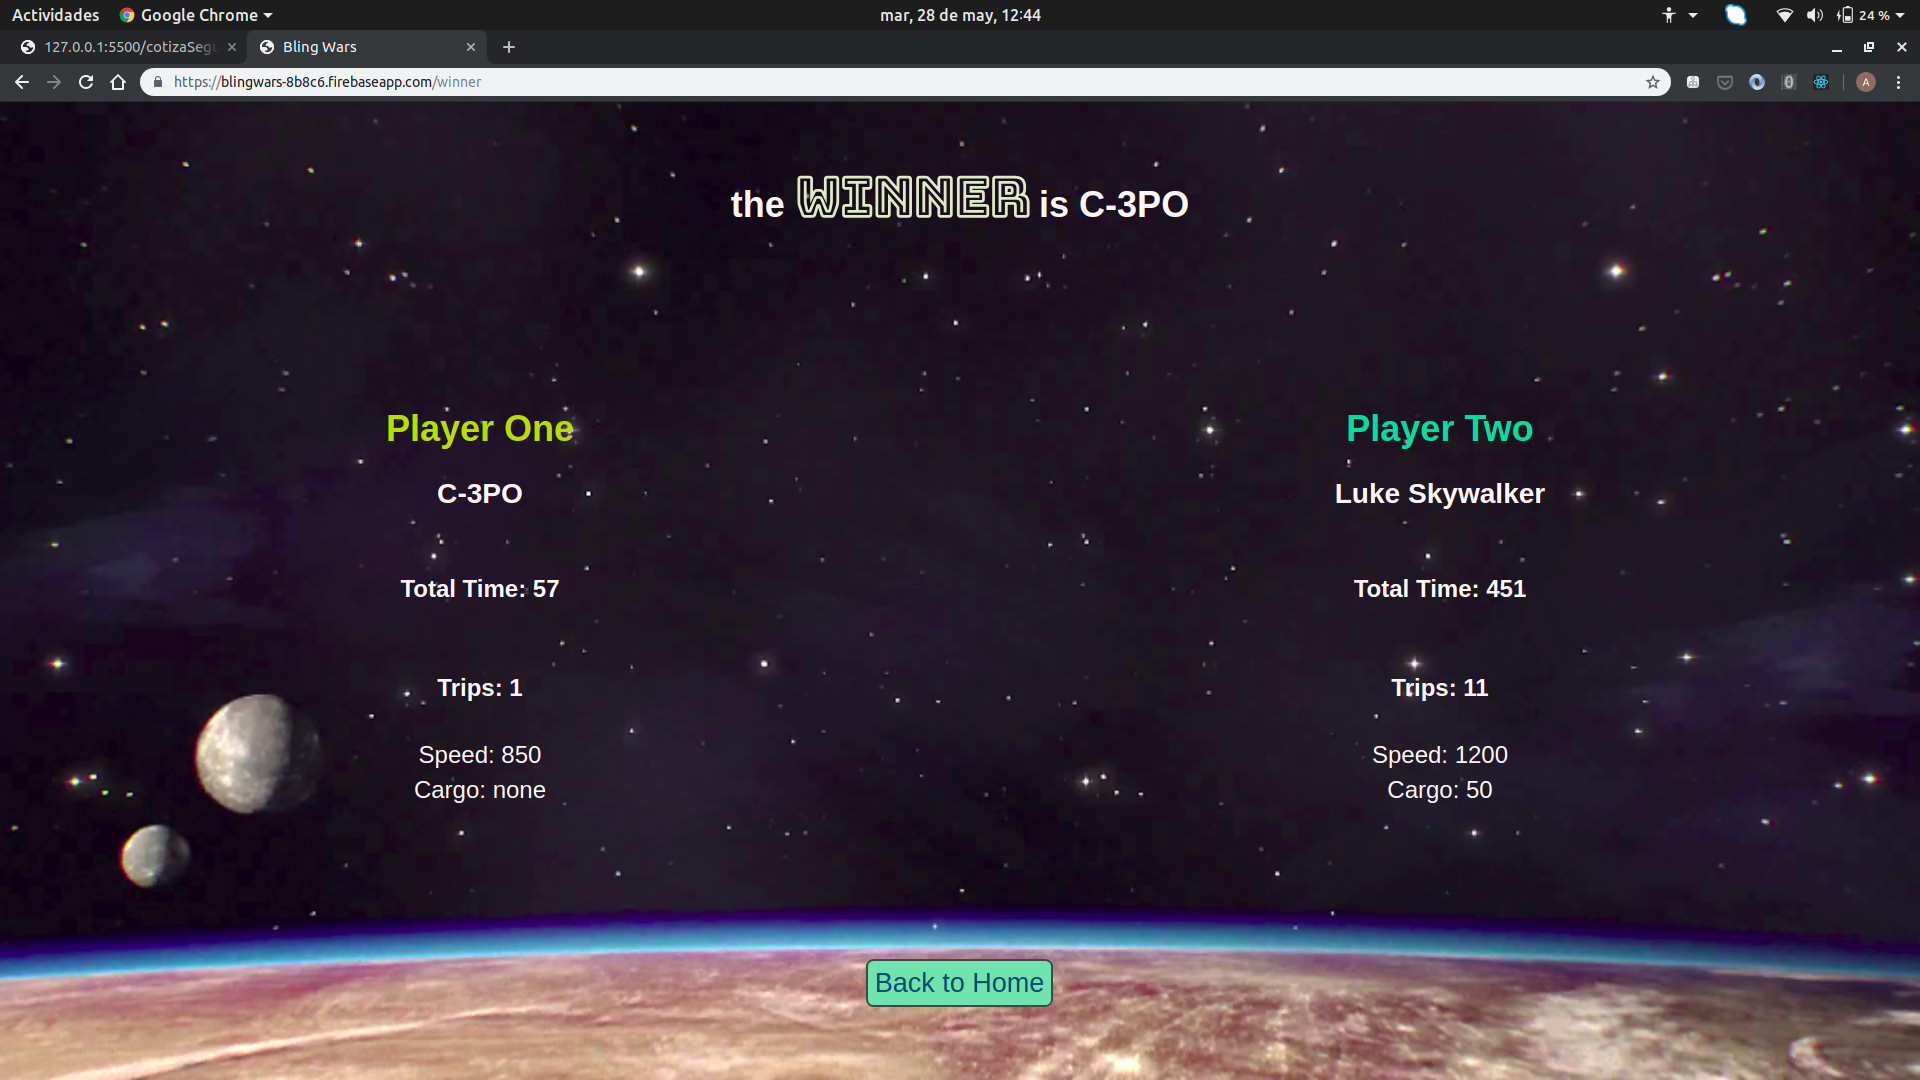 Actividades Google Chrome mar, 28 de may, 12:44 24 %
127.0.0.1:5500/cotizaSegu Bling Wars
https://blingwars-8b8c6.firebaseapp.com/winner A
the WINNER is C-3PO
Player One
C-3PO
Total Time: 57
Trips: 1
Speed: 850
Cargo: none
Player Two
Luke Skywalker
Total Time: 451
Trips: 11
Speed: 1200
Cargo: 50
Back to Home